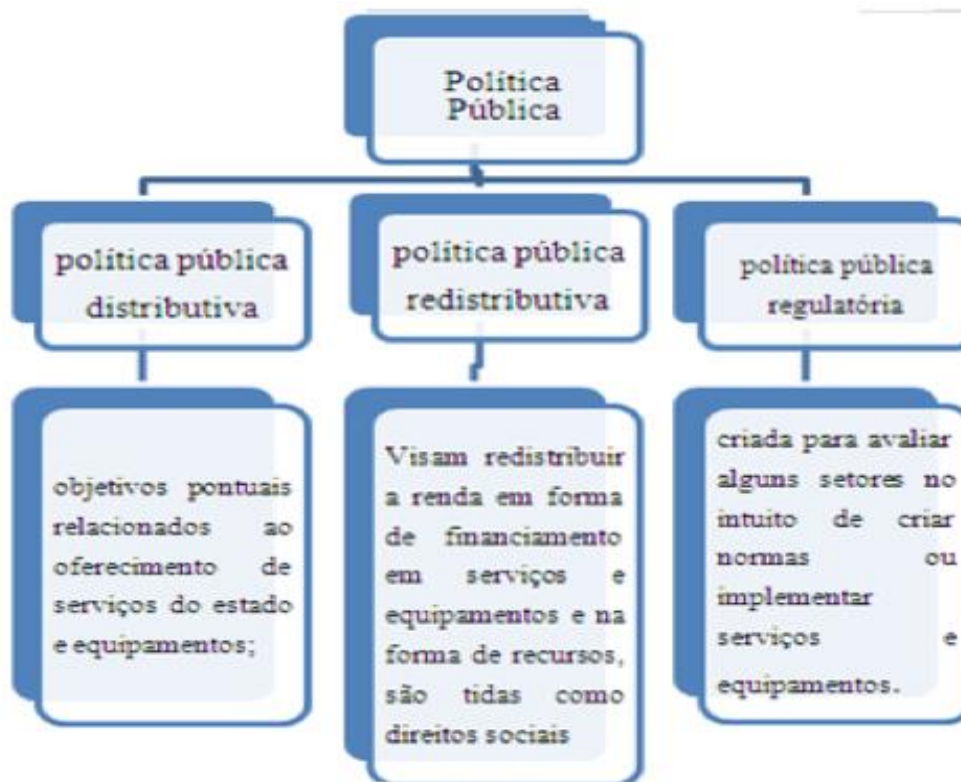 Política
Pública
política pública
distributiva
política pública
redistributiva
política pública
regulatória
objetivos pontuais
relacionados ao
oferecimento de
serviços do estado
e equipamentos;
Visam redistribuir
a renda em forma
de financiamento
em serviços e
equipamentos e na
forma de recursos,
são tidas como
direitos sociais
criada para avaliar
alguns setores no
intuito de criar
normas ou
implementar
serviços e
equipamentos.